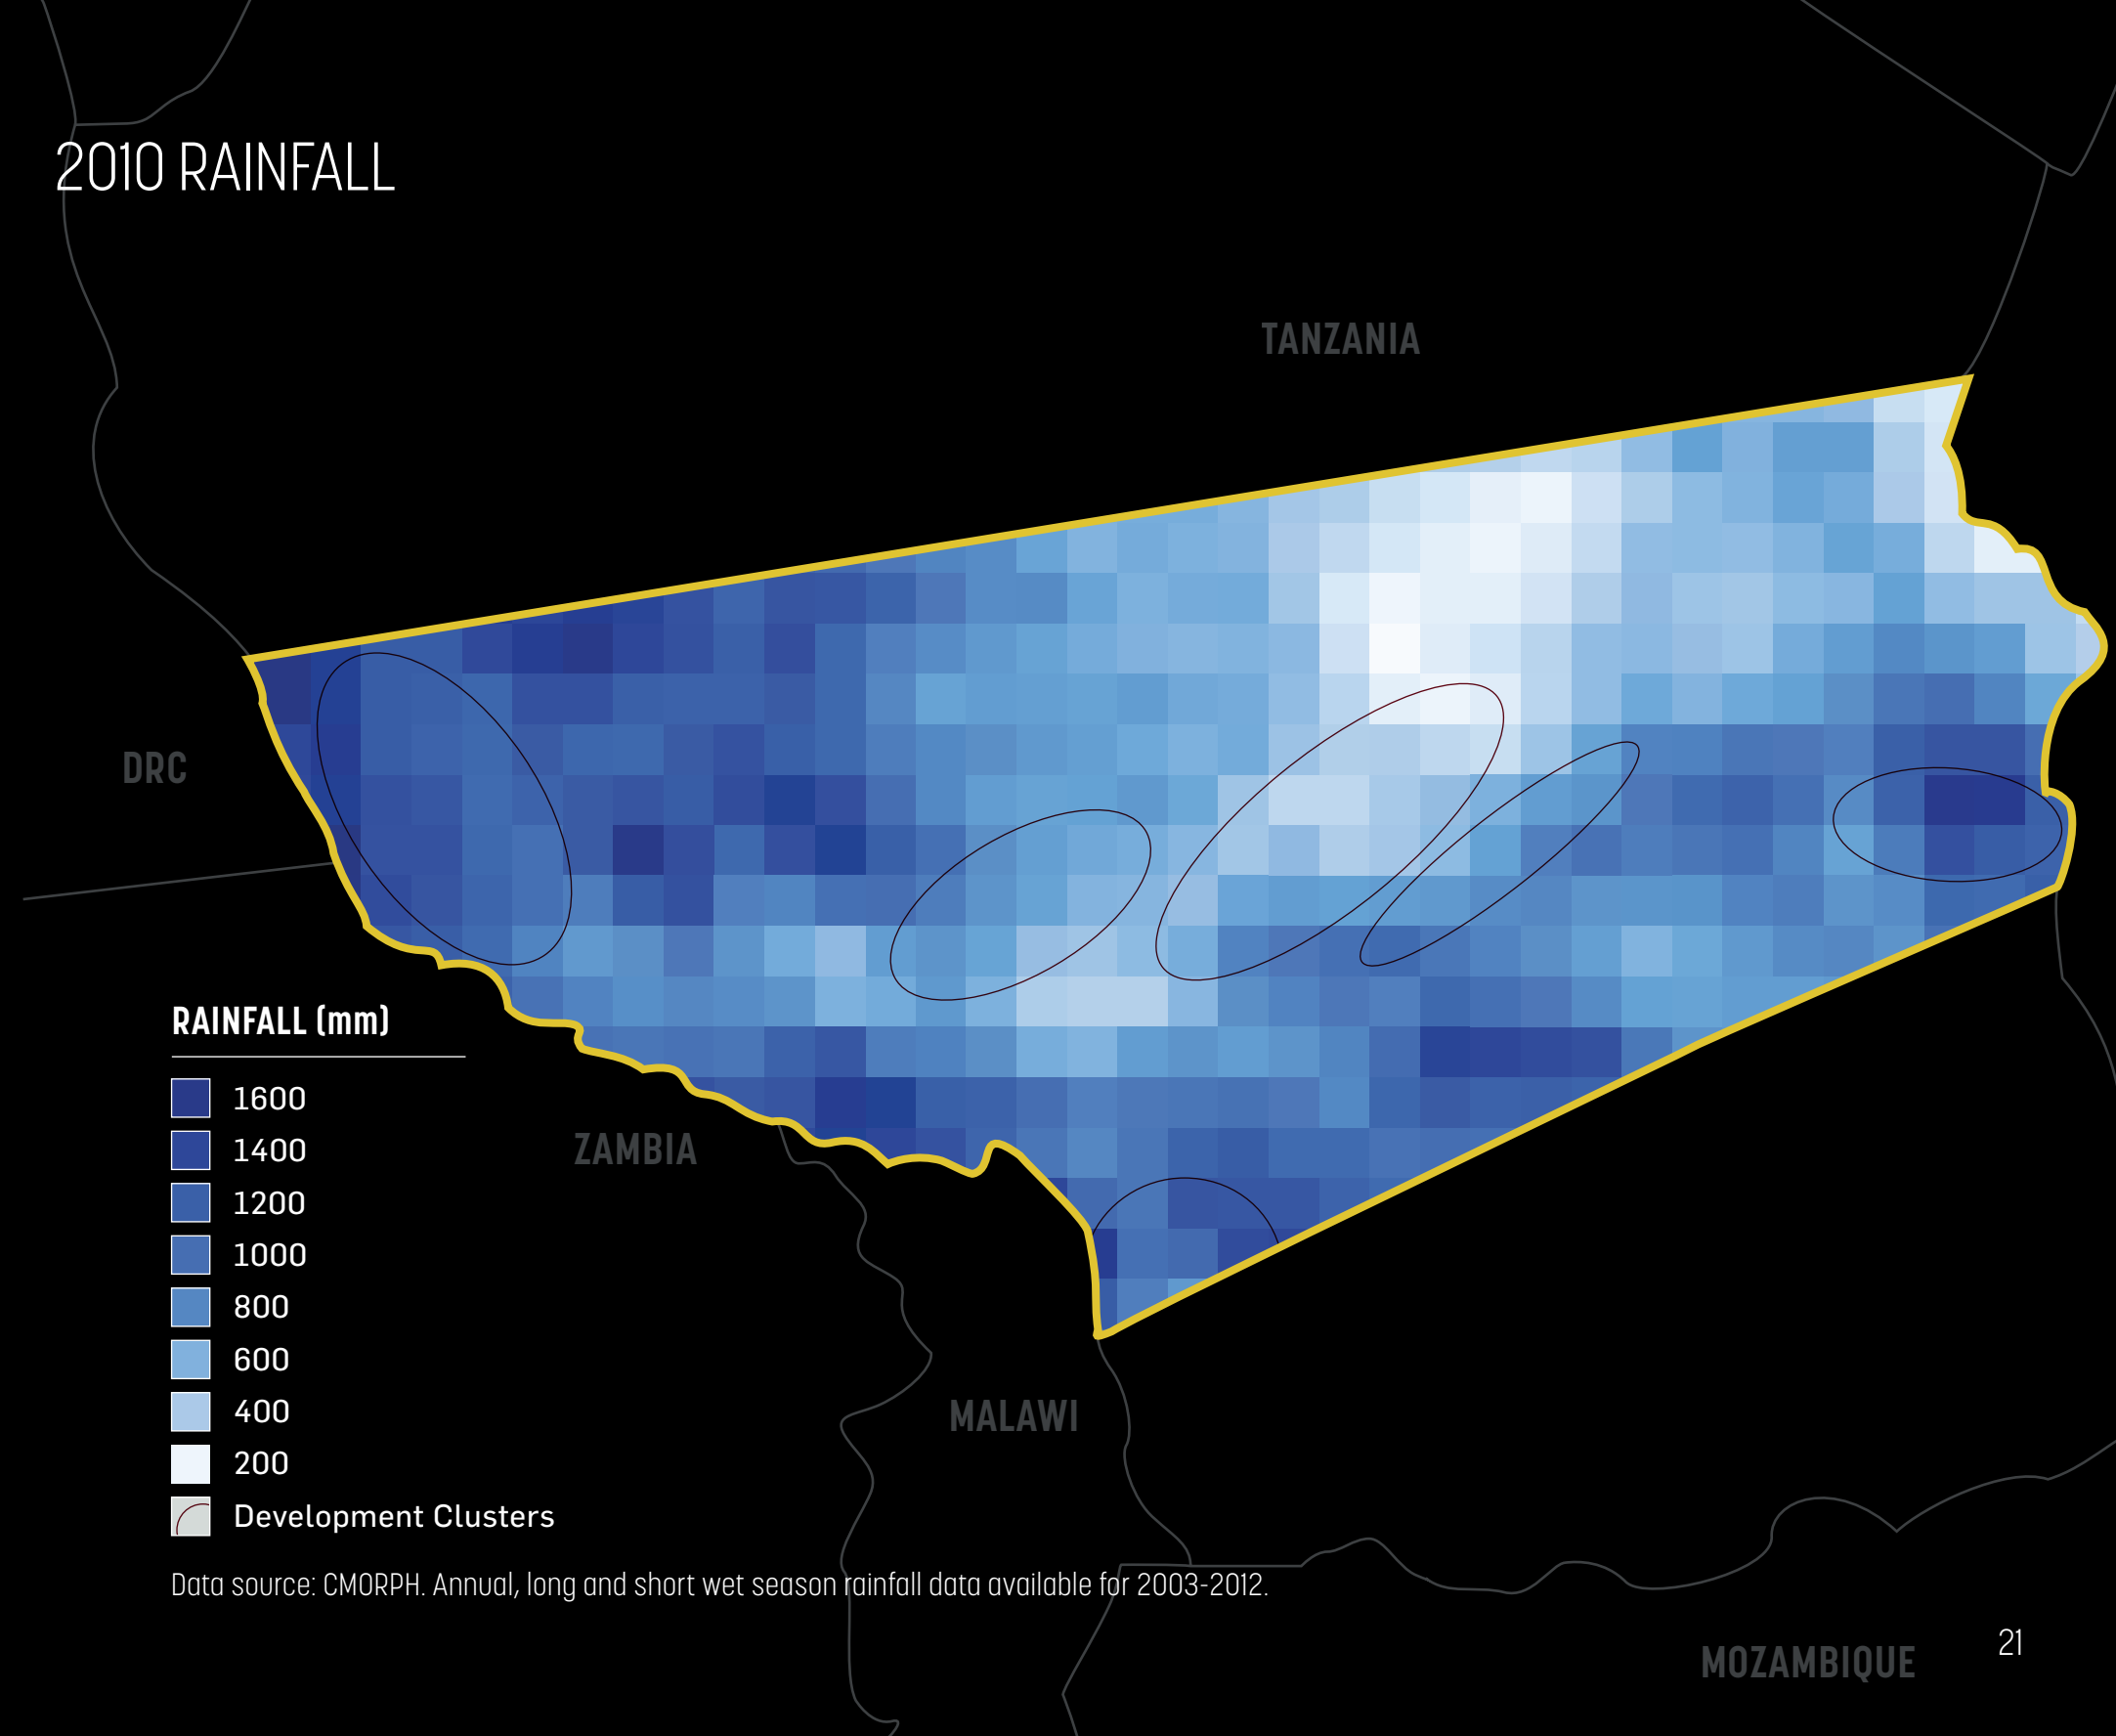 2010 RAINFALL
TANZANIA
DRC
RAINFALL (mm)
1600
1400
1200
1000
800
600
400
200
Development Clusters
ZAMBIA
MALAWI
Data source: CMORPH. Annual, long and short wet season rainfall data available for 2003-2012.
MOZAMBIQUE
21